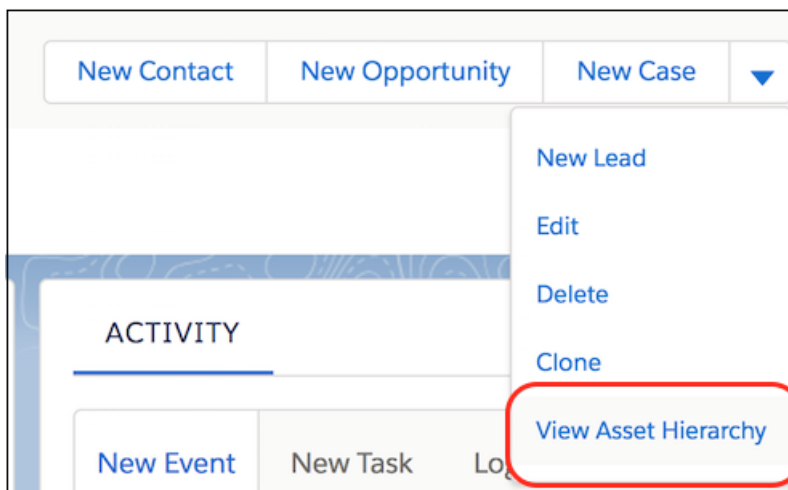 New Contact New Opportunity New Case
New Lead
Edit
Delete
ACTIVITY
Clone
View Asset Hierarchy
New Event New Task